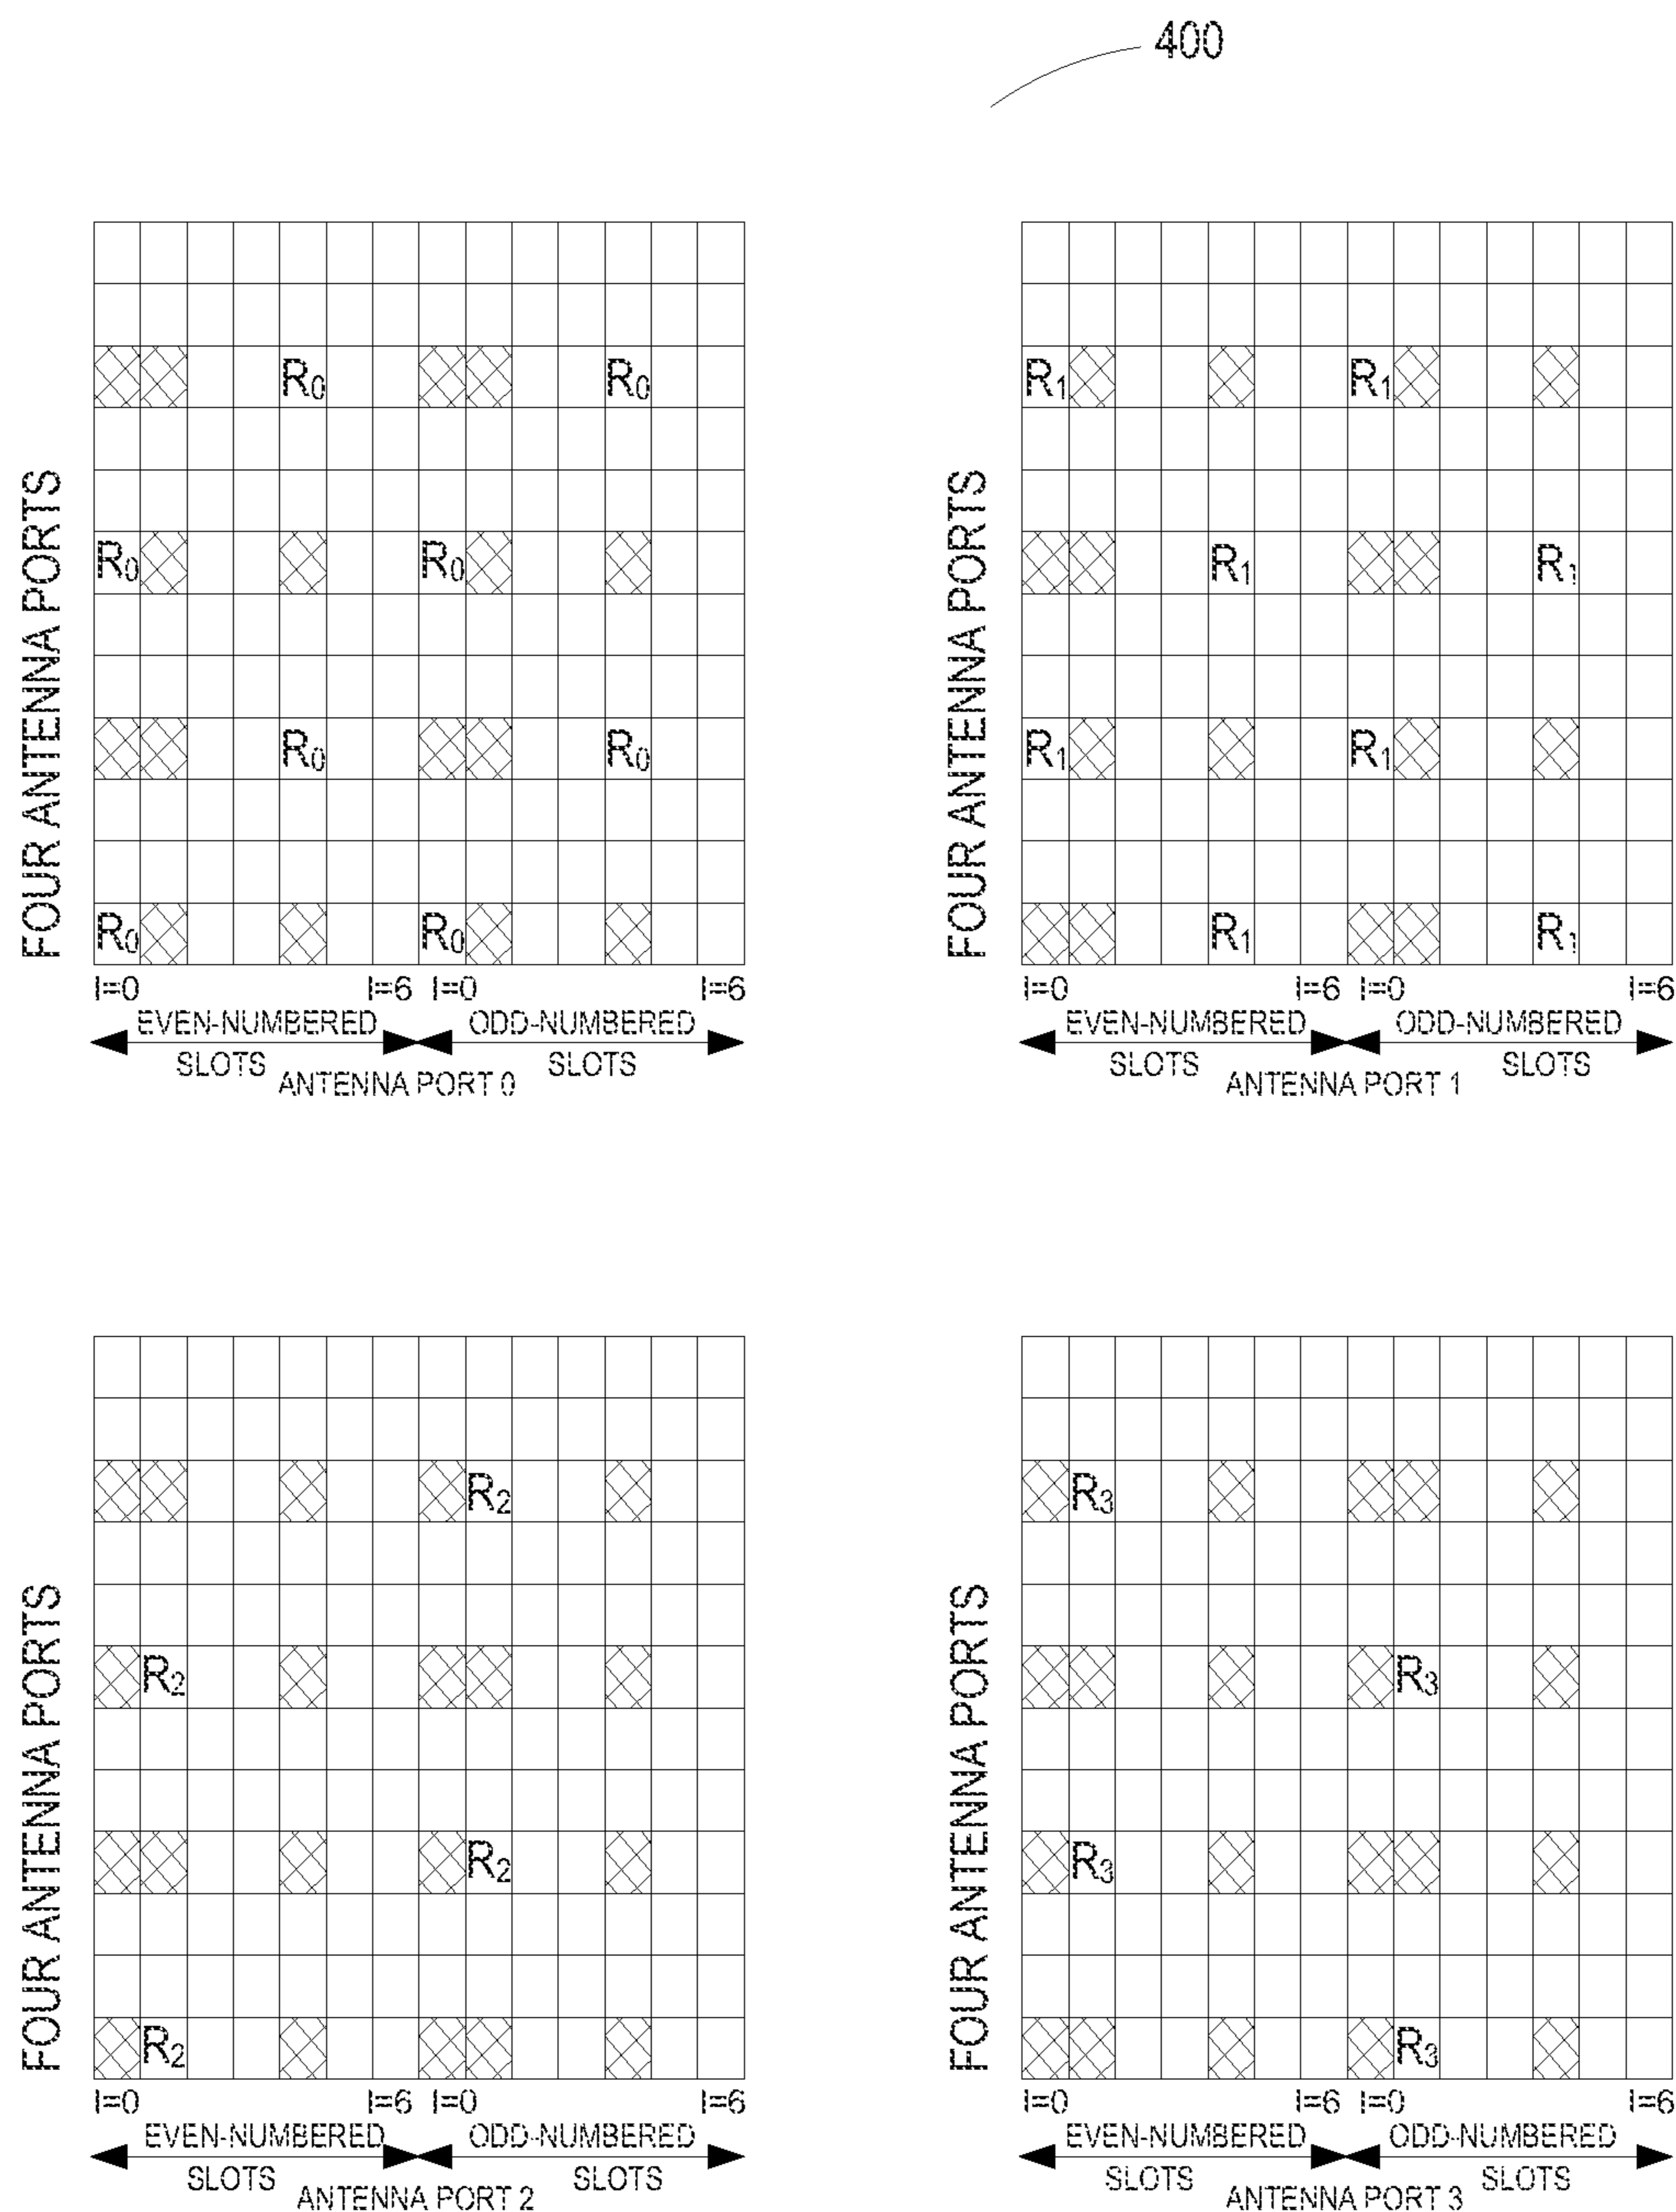 400
FOUR ANTENNA PORTS
R0 R0
R0 R0
R0 R0
R0 R0
l=0 l=6 l=0 l=6
EVEN-NUMBERED SLOTS
ODD-NUMBERED SLOTS
ANTENNA PORT 0
FOUR ANTENNA PORTS
R1 R1
R1 R1
R1 R1
R1 R1
l=0 l=6 l=0 l=6
EVEN-NUMBERED SLOTS
ODD-NUMBERED SLOTS
ANTENNA PORT 1
FOUR ANTENNA PORTS
R2
R2
R2
R2
l=0 l=6 l=0 l=6
EVEN-NUMBERED SLOTS
ODD-NUMBERED SLOTS
ANTENNA PORT 2
FOUR ANTENNA PORTS
R3
R3
R3
R3
l=0 l=6 l=0 l=6
EVEN-NUMBERED SLOTS
ODD-NUMBERED SLOTS
ANTENNA PORT 3